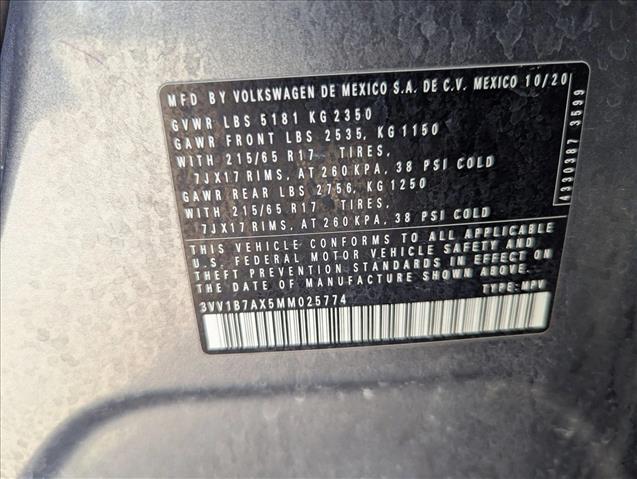 MFD BY VOLKSWAGEN DE MEXICO S.A. DE C.V. MEXICO 10/20
GVWR LBS 5181 KG 2350
GAWR FRONT LBS 2535, KG 1150
WITH 215/65 R17 TIRES,
7JX17 RIMS, AT 260 KPA, 38 PSI COLD
GAWR REAR LBS 2756, KG 1250
WITH 215/65 R17 TIRES,
7JX17 RIMS, AT 260 KPA, 38 PSI COLD
THIS VEHICLE CONFORMS TO ALL APPLICABLE
U.S. FEDERAL MOTOR VEHICLE SAFETY AND
THEFT PREVENTION STANDARDS IN EFFECT ON
THE DATE OF MANUFACTURE SHOWN ABOVE.
3VV1B7AX5MM025774 TYPE: MPV
4390387 3599